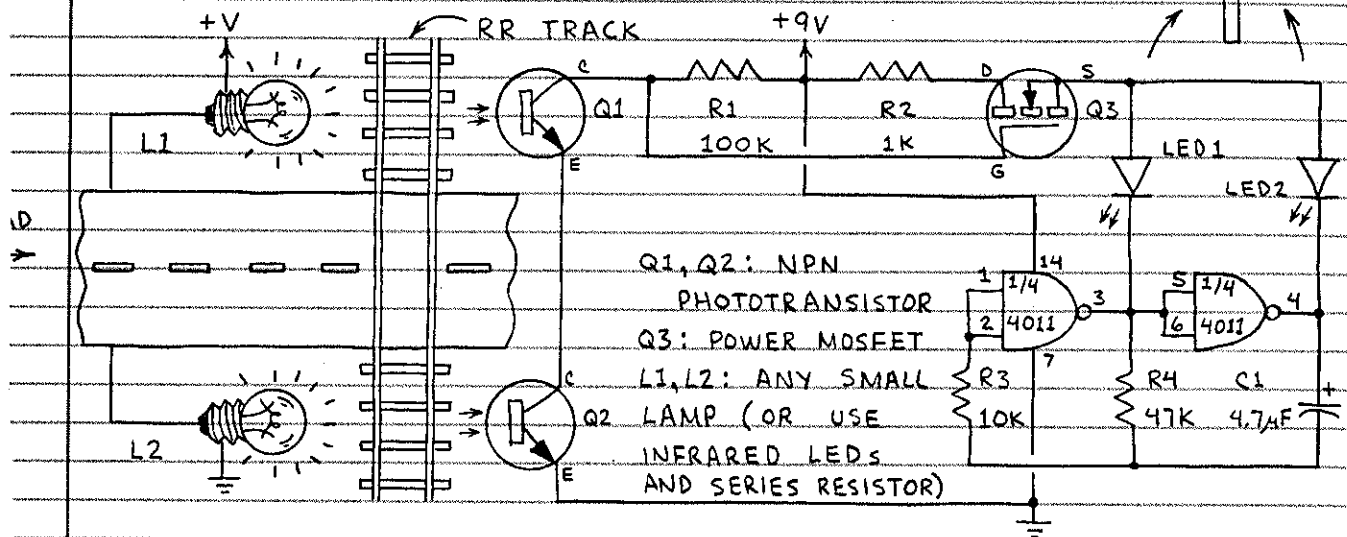 +V
RR TRACK
+9V
C
D
S
Q1
R1
R2
Q3
100K
1K
L1
E
G
LED1
LED2
D
Q1, Q2: NPN
PHOTOTRANSISTOR
Q3: POWER MOSFET
L1, L2: ANY SMALL
LAMP (OR USE
INFRARED LEDs
AND SERIES RESISTOR)
14
1
1/4
3
5
1/4
4
2
4011
6
4011
7
C
R3
R4
C1
+
Q2
10K
47K
4.7µF
L2
E